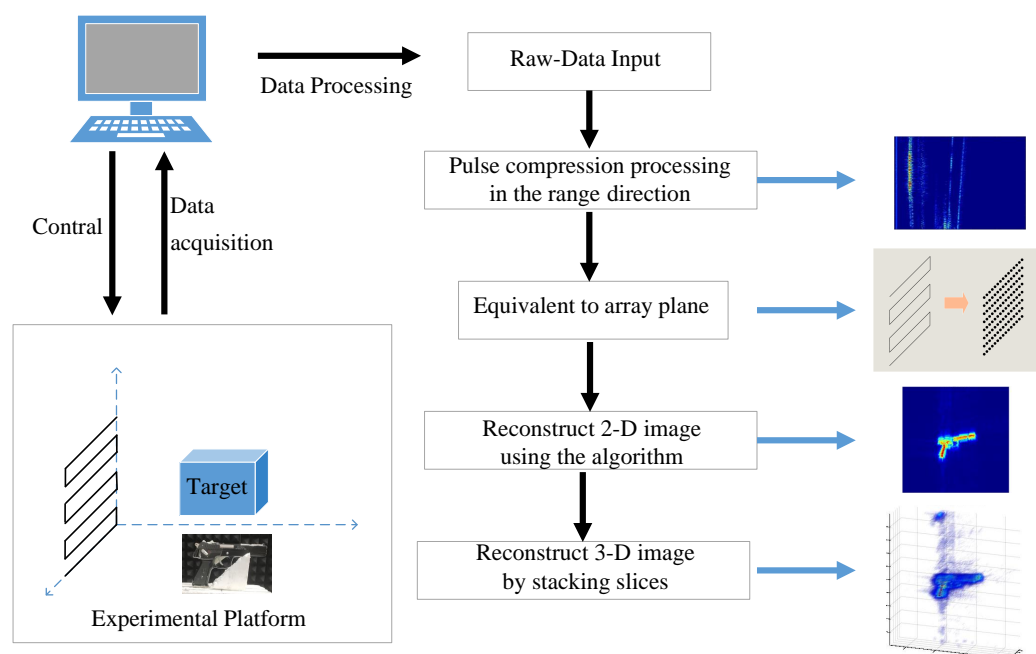 Data Processing
Contral
Data
acquisition
Target
Experimental Platform
Raw-Data Input
Pulse compression processing
in the range direction
Equivalent to array plane
Reconstruct 2-D image
using the algorithm
Reconstruct 3-D image
by stacking slices